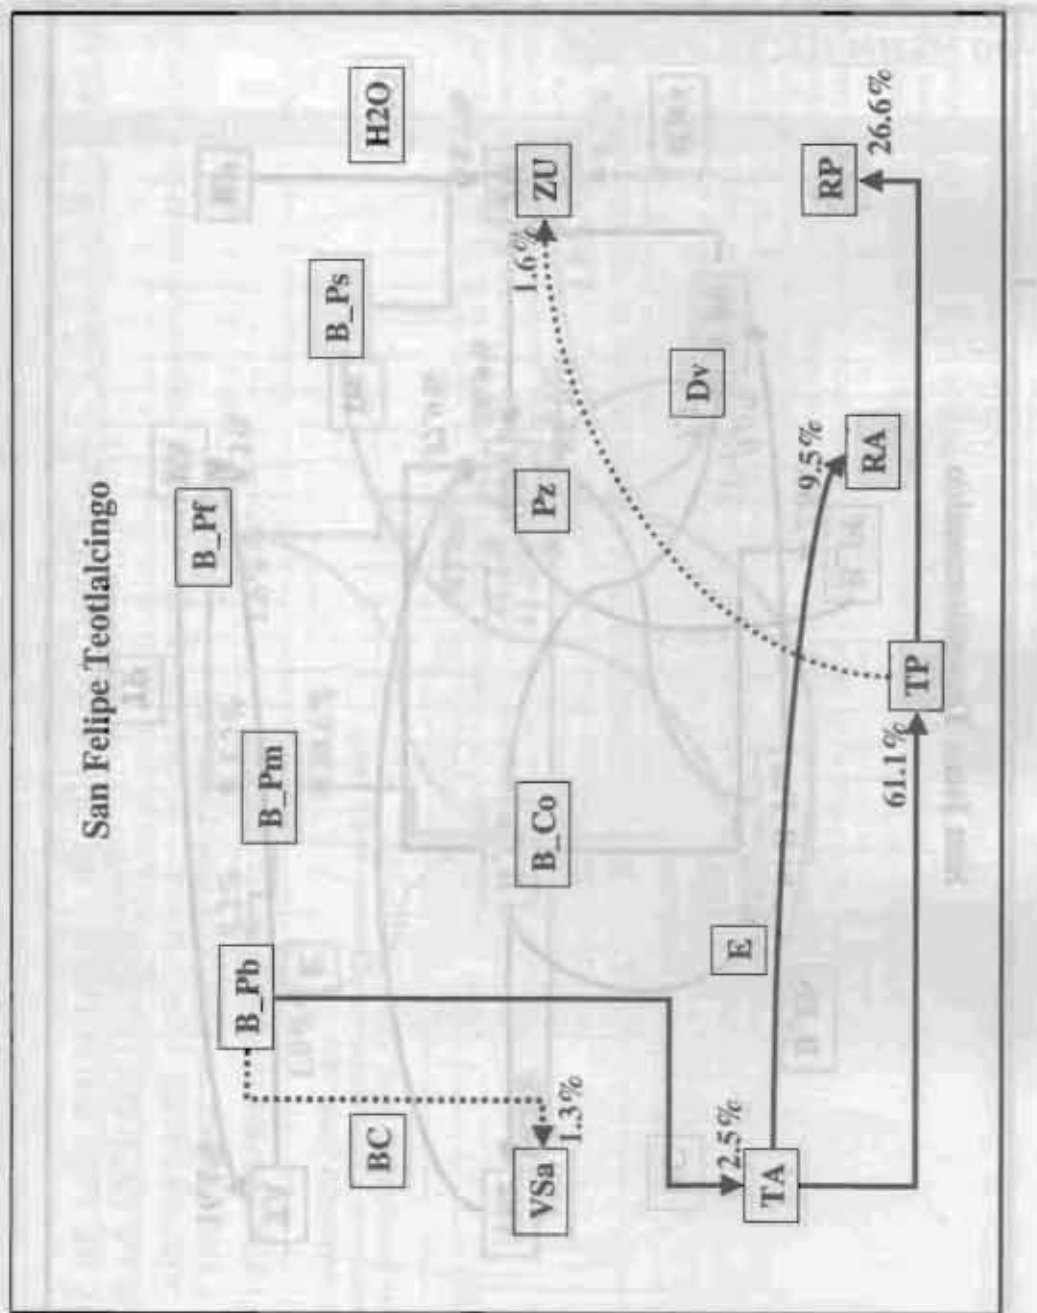 San Felipe Teotlalcingo
B_Pf
B_Pb
B_Pm
B_Ps
H2O
BC
VSa
1.3%
B_Co
Pz
1.6%
ZU
E
Dv
2.5%
TA
9.5%
RA
RP
26.6%
61.1%
TP